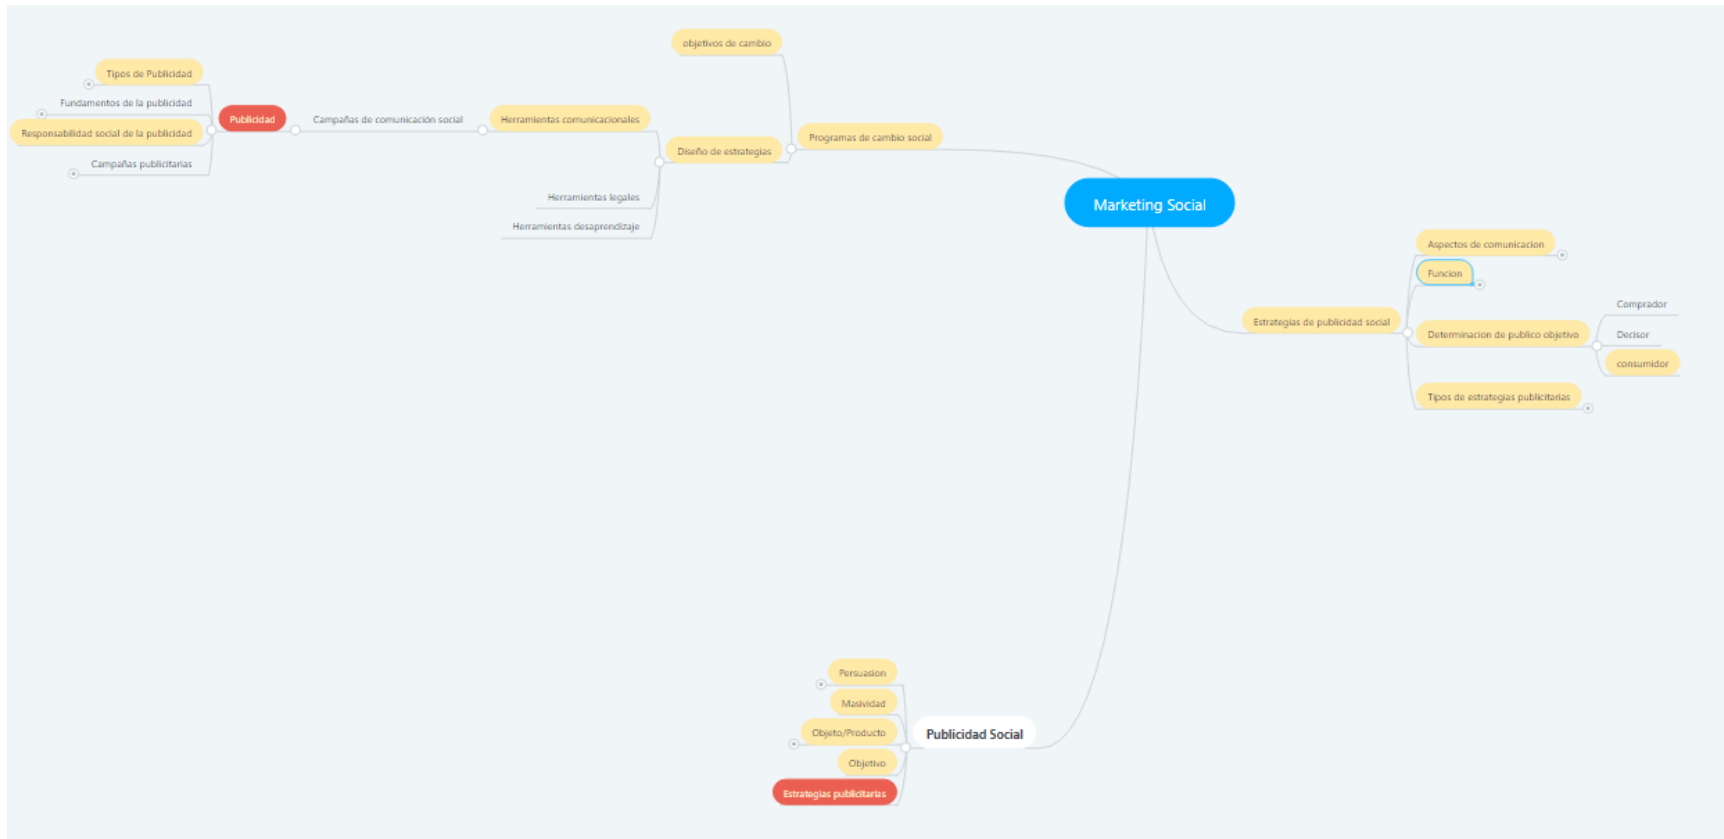 objetivos de cambio
Tipos de Publicidad
Fundamentos de la publicidad
Publicidad
Campañas de comunicación social
Herramientas comunicacionales
Responsabilidad social de la publicidad
Programas de cambio social
Diseño de estrategias
Campañas publicitarias
Herramientas legales
Herramientas desaprendizaje
Marketing Social
Aspectos de comunicacion
Funcion
Estrategias de publicidad social
Comprador
Determinacion de publico objetivo
Decisor
consumidor
Tipos de estrategias publicitarias
Persuasion
Masividad
Objeto/Producto
Publicidad Social
Objetivo
Estrategias publicitarias